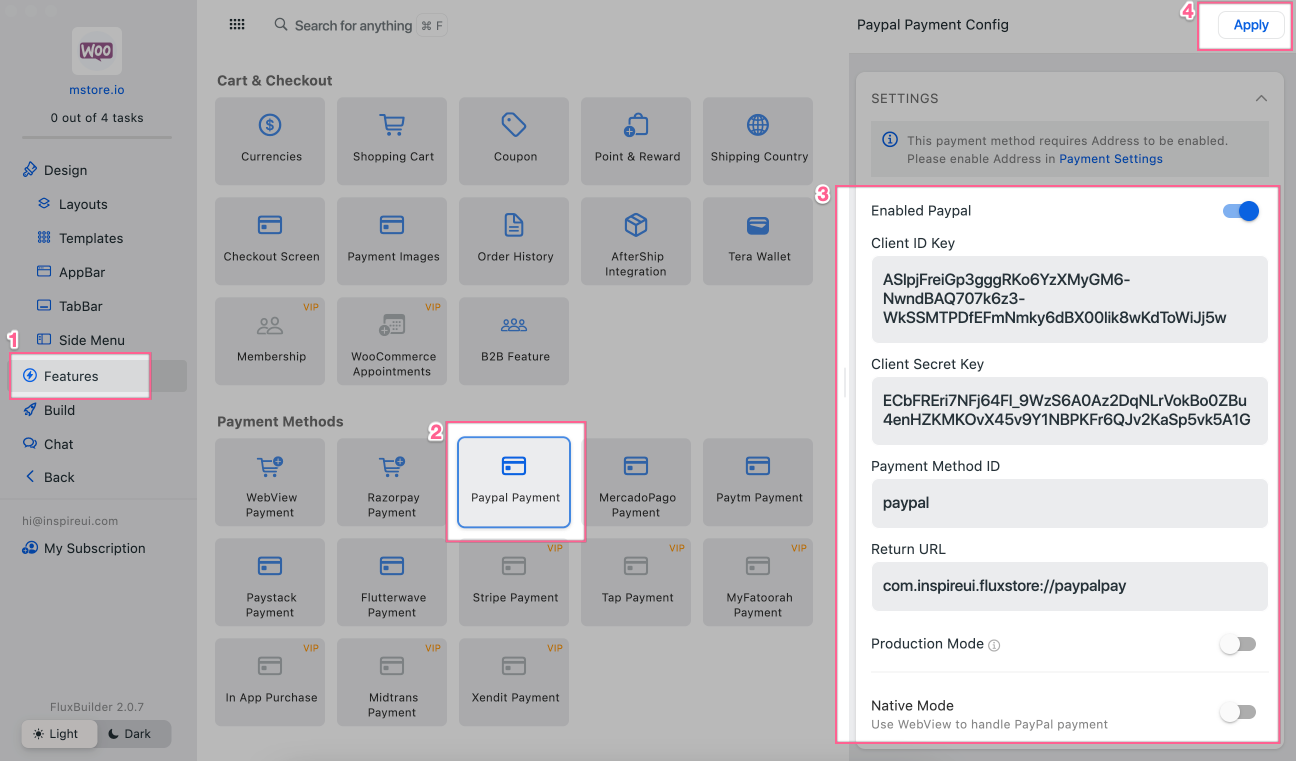 WOO
mstore.io
0 out of 4 tasks
Design
Layouts
Templates
AppBar
TabBar
Side Menu
1
Features
Build
Chat
Back
hi@inspireui.com
My Subscription
FluxBuilder 2.0.7
Light
Dark
Search for anything ⌘ F
Cart & Checkout
Currencies
Shopping Cart
Coupon
Point & Reward
Shipping Country
Checkout Screen
Payment Images
Order History
AfterShip
Integration
Tera Wallet
VIP
Membership
VIP
WooCommerce
Appointments
B2B Feature
Payment Methods
2
WebView
Payment
Razorpay
Payment
Paypal Payment
MercadoPago
Payment
Paytm Payment
Paystack
Payment
Flutterwave
Payment
VIP
Stripe Payment
VIP
Tap Payment
VIP
MyFatoorah
Payment
VIP
In App Purchase
VIP
Midtrans
Payment
VIP
Xendit Payment
Paypal Payment Config
4
Apply
SETTINGS
This payment method requires Address to be enabled.
Please enable Address in Payment Settings
3
Enabled Paypal
Client ID Key
ASlpjFreiGp3gggRKo6YzXMyGM6-
NwndBAQ707k6z3-
WkSSMTPDfEFmNmky6dBX00lik8wKdToWiJj5w
Client Secret Key
ECbFREri7NFj64Fl_9WzS6A0Az2DqNLrVokBo0ZBu
4enHZKMKOvX45v9Y1NBPKFr6QJv2KaSp5vk5A1G
Payment Method ID
paypal
Return URL
com.inspireui.fluxstore://paypalpay
Production Mode
Native Mode
Use WebView to handle PayPal payment